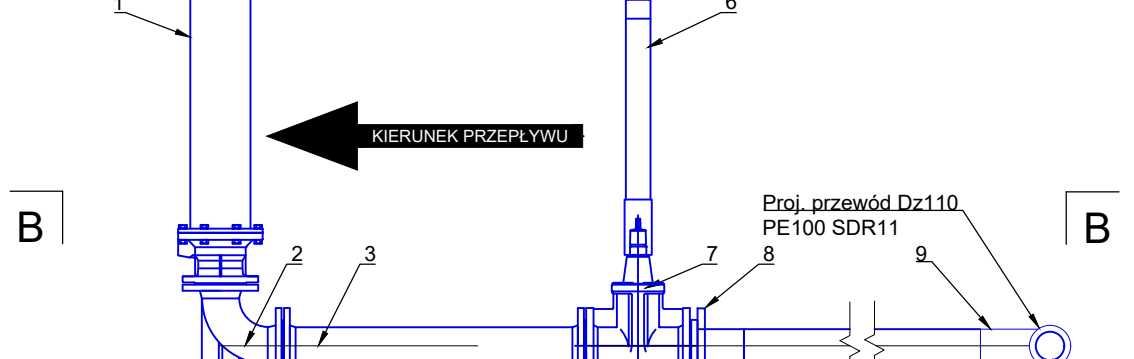 1
6
KIERUNEK PRZEPŁYWU
B
Proj. przewód Dz110
PE100 SDR11
B
2
3
7
8
9